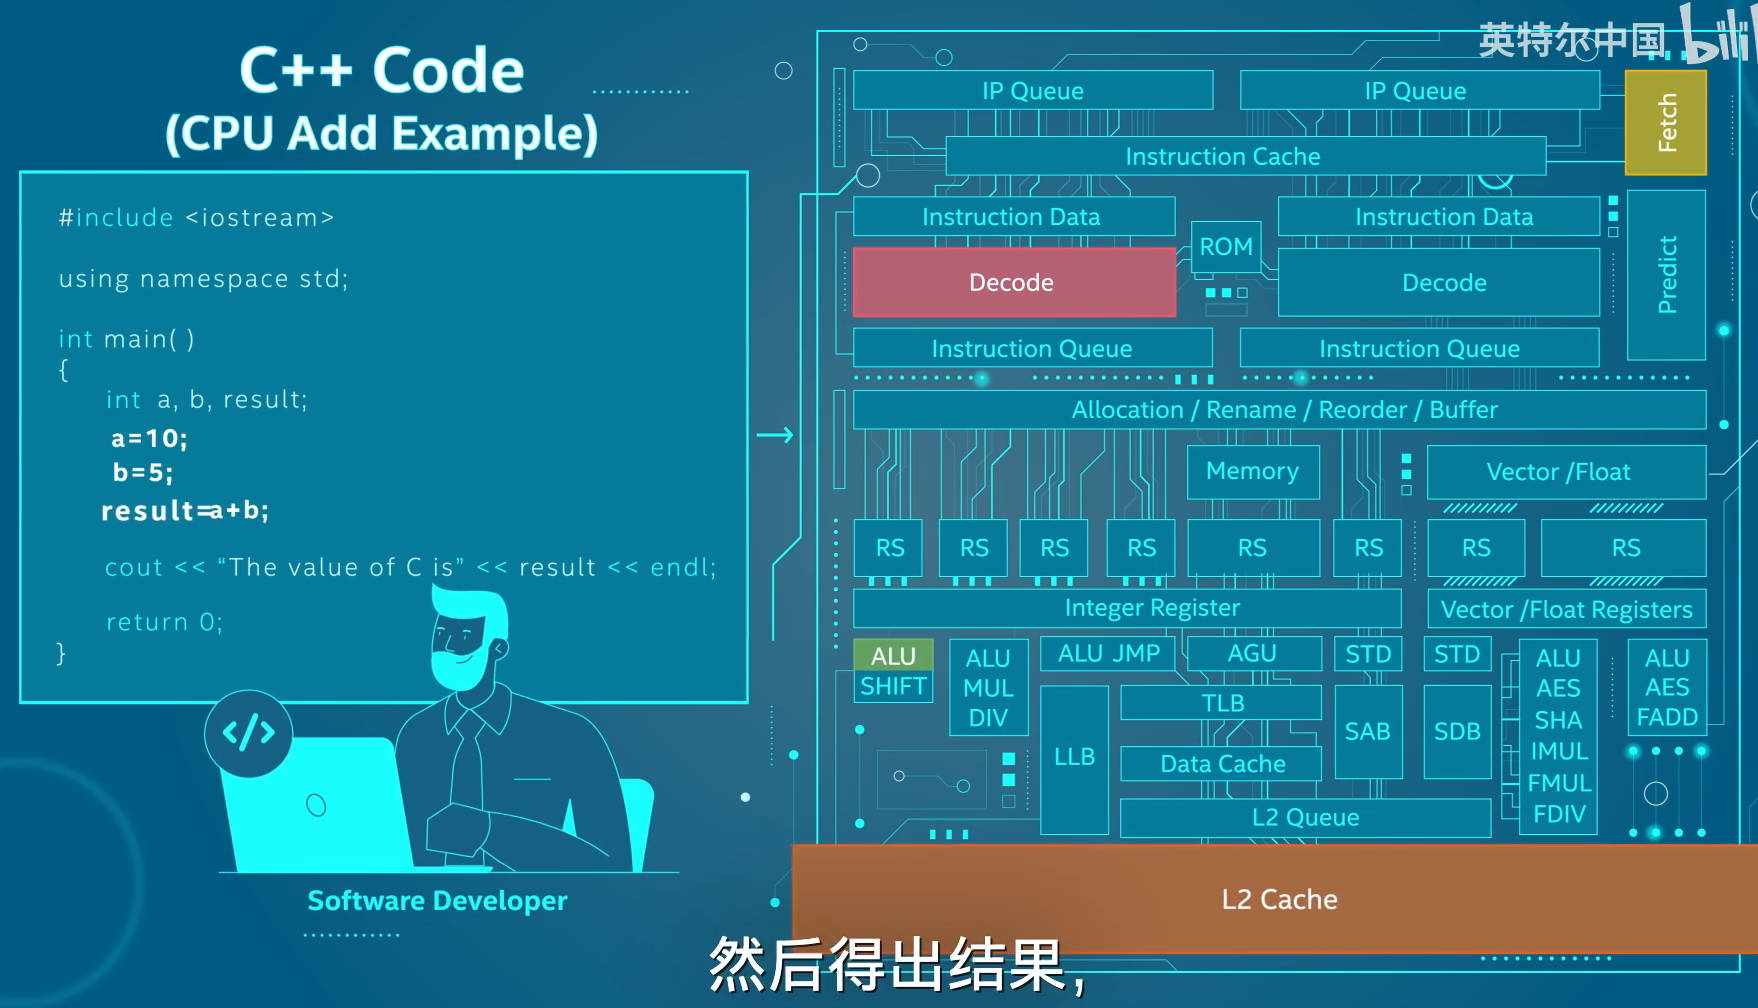 C++ Code
(CPU Add Example)
#include <iostream>
using namespace std;
int main( )
{
int a, b, result;
a=10;
b=5;
result=a+b;
cout << “The value of C is” << result << endl;
return 0;
}
Software Developer
英特尔中国
IP Queue
IP Queue
Fetch
Instruction Cache
Instruction Data
Instruction Data
ROM
Decode
Decode
Predict
Instruction Queue
Instruction Queue
Allocation / Rename / Reorder / Buffer
Memory
Vector /Float
RS
RS
RS
RS
RS
RS
RS
RS
Integer Register
Vector /Float Registers
ALU
SHIFT
ALU
MUL
DIV
ALU JMP
AGU
STD
STD
ALU
AES
SHA
IMUL
FMUL
FDIV
ALU
AES
FADD
LLB
TLB
SAB
SDB
Data Cache
L2 Queue
L2 Cache
然后得出结果,